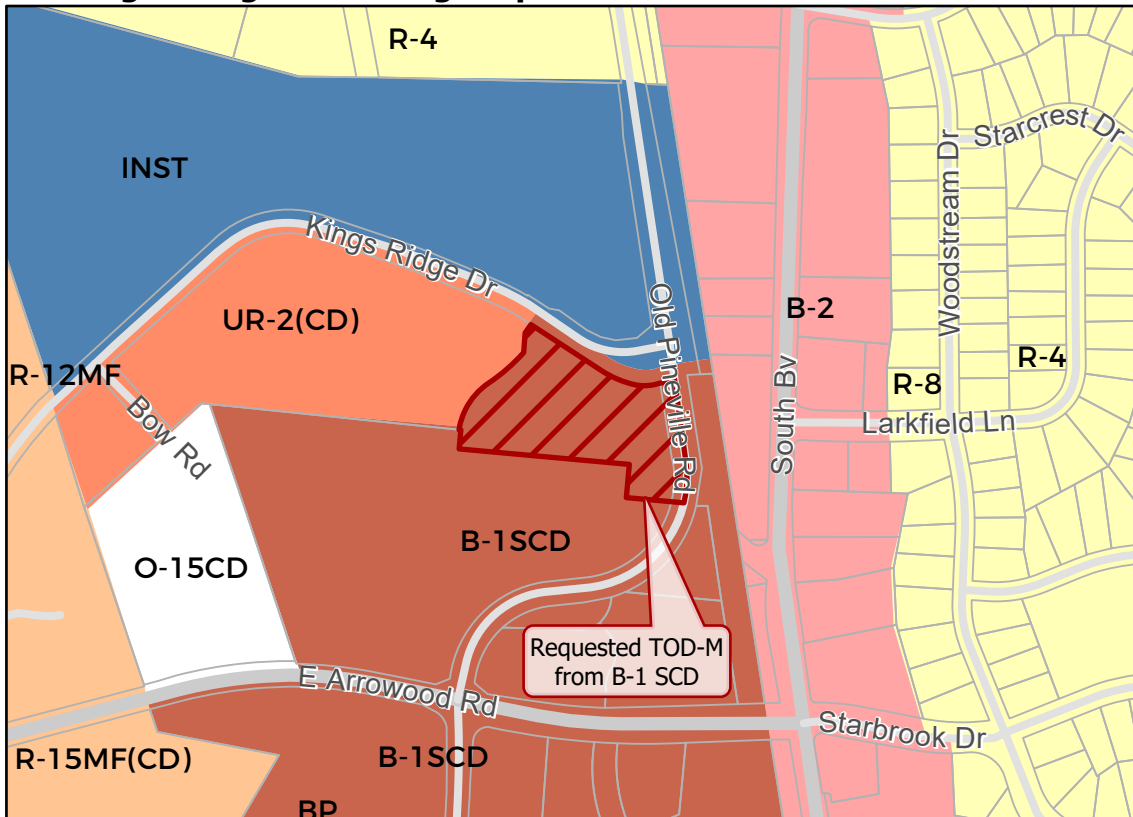 R-4
INST
Starcrest Dr
Woodstream Dr
Kings Ridge Dr
Old Pineville Rd
UR-2(CD)
B-2
R-4
R-12MF
R-8
Bow Rd
South Bv
Larkfield Ln
B-1SCD
O-15CD
Requested TOD-M
from B-1 SCD
E Arrowood Rd
Starbrook Dr
R-15MF(CD)
B-1SCD
BP